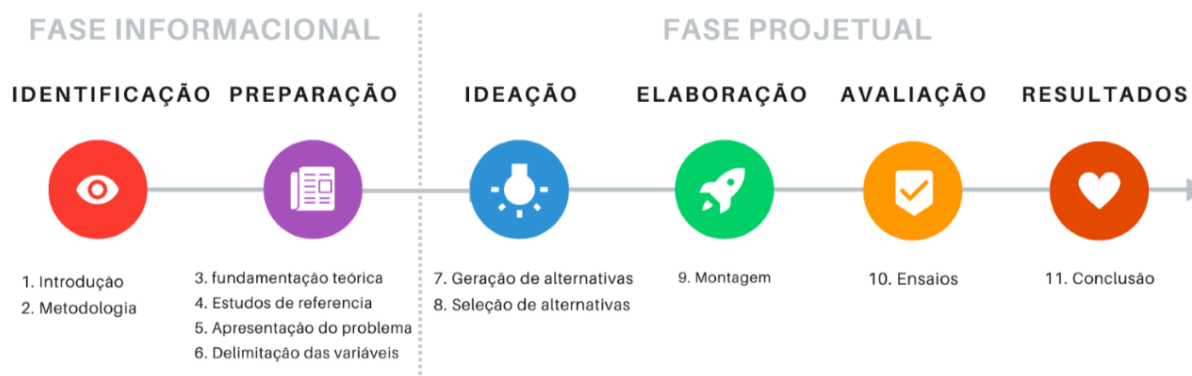 FASE INFORMACIONAL
FASE PROJETUAL
IDENTIFICAÇÃO
PREPARAÇÃO
IDEAÇÃO
ELABORAÇÃO
AVALIAÇÃO
RESULTADOS
1. Introdução
2. Metodologia
3. fundamentação teórica
4. Estudos de referencia
5. Apresentação do problema
6. Delimitação das variáveis
7. Geração de alternativas
8. Seleção de alternativas
9. Montagem
10. Ensaios
11. Conclusão